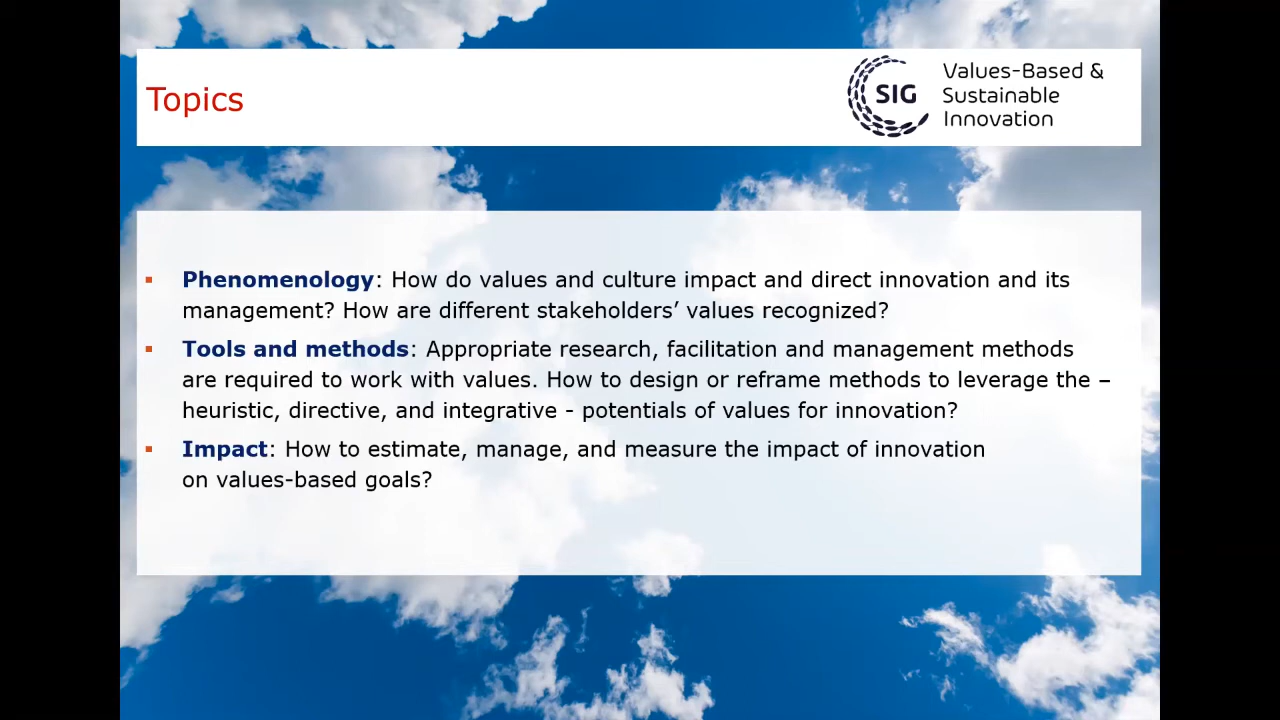 Topics
SIG
Values-Based &
Sustainable
Innovation
▪ Phenomenology: How do values and culture impact and direct innovation and its
management? How are different stakeholders’ values recognized?
▪ Tools and methods: Appropriate research, facilitation and management methods
are required to work with values. How to design or reframe methods to leverage the –
heuristic, directive, and integrative - potentials of values for innovation?
▪ Impact: How to estimate, manage, and measure the impact of innovation
on values-based goals?